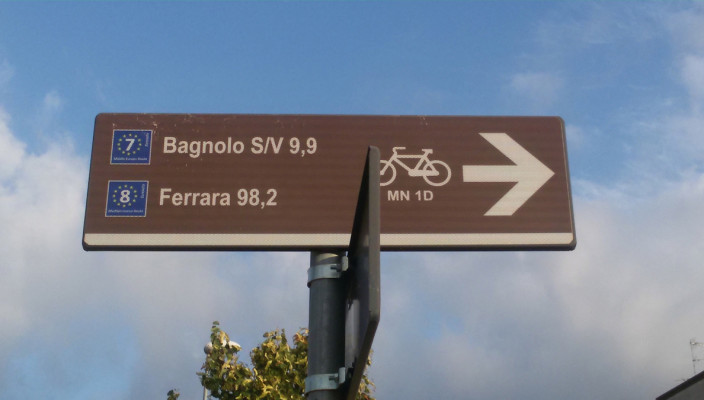 7
Bagnolo S/V 9,9
8
Ferrara 98,2
MN 1D